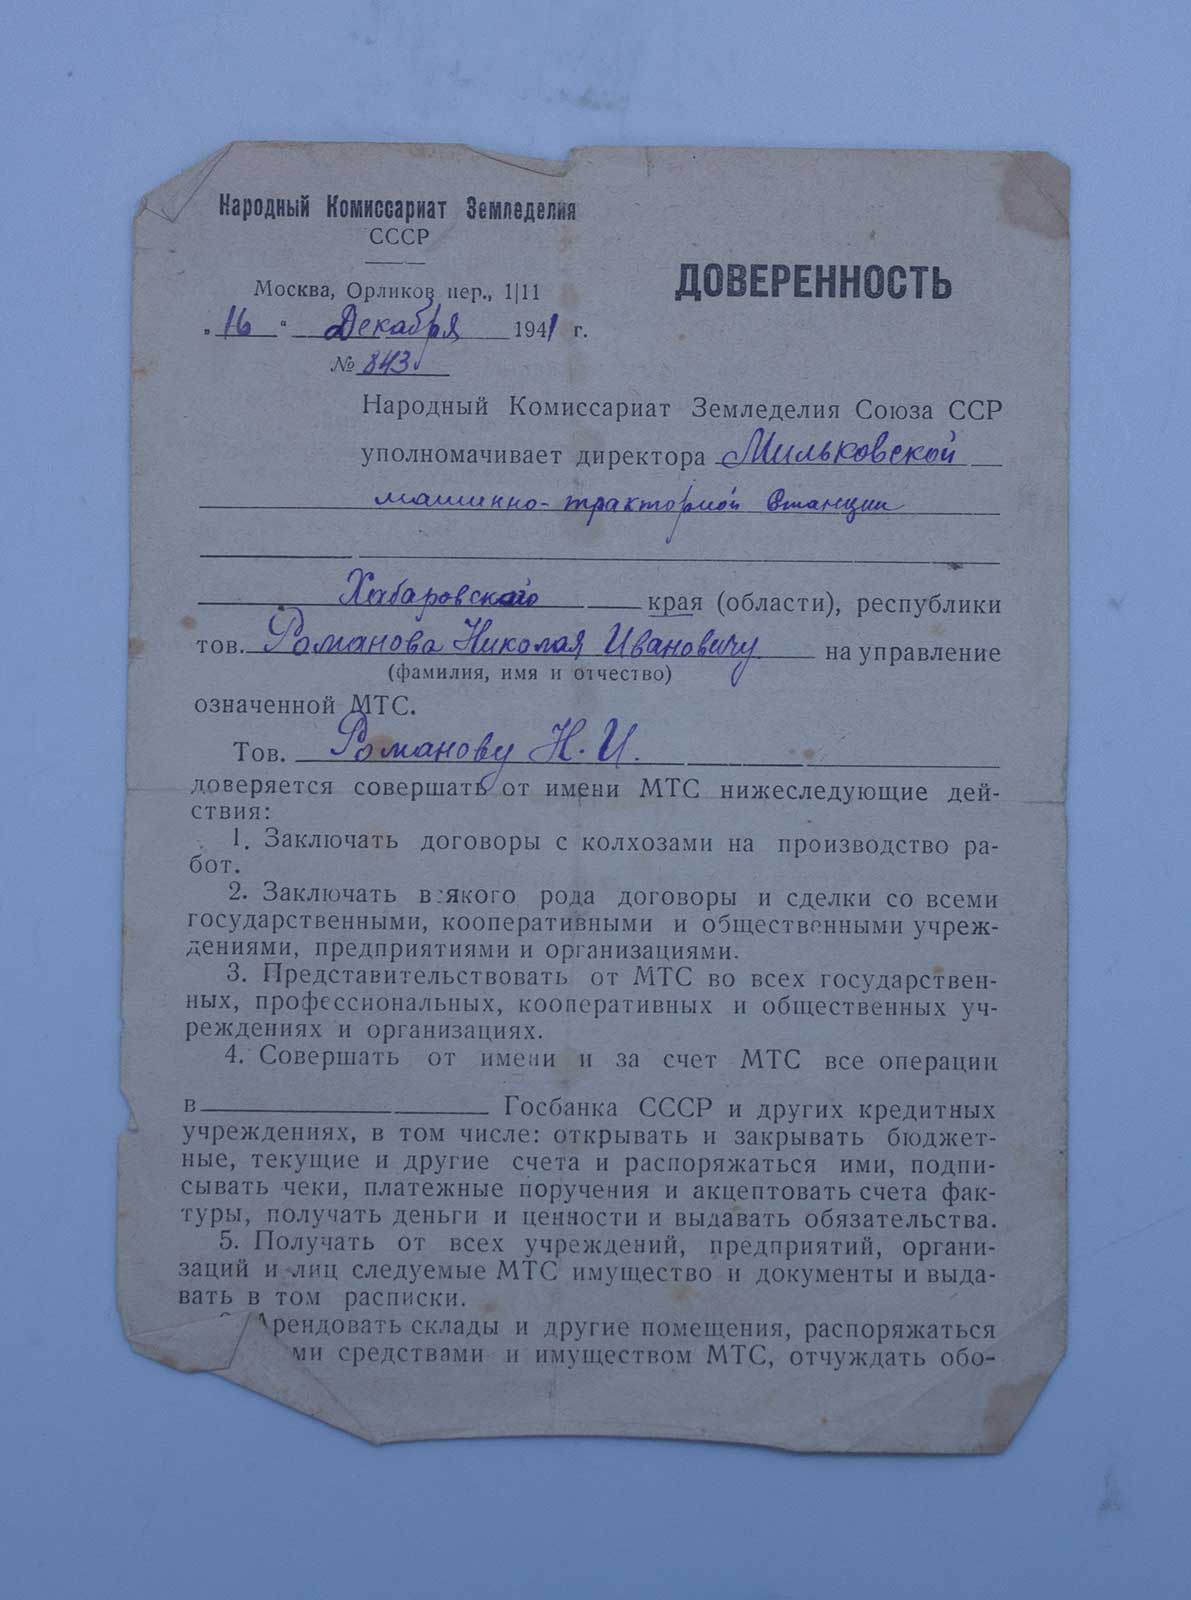 Народный Комиссариат Земледелия
СССР
Москва, Орликов пер., 1|11
„16“ Декабря 1941 г.
№ 843
ДОВЕРЕННОСТЬ
Народный Комиссариат Земледелия Союза ССР
уполномачивает директора Мильковской
машинно-тракторной Станции
Хабаровского края (области), республики
тов. Романова Николая Ивановичу на управление
(фамилия, имя и отчество)
означенной МТС.
Тов. Романову Н. И.
доверяется совершать от имени МТС нижеследующие дей-
ствия:
1. Заключать договоры с колхозами на производство ра-
бот.
2. Заключать всякого рода договоры и сделки со всеми
государственными, кооперативными и общественными учреж-
дениями, предприятиями и организациями.
3. Представительствовать от МТС во всех государствен-
ных, профессиональных, кооперативных и общественных уч-
реждениях и организациях.
4. Совершать от имени и за счет МТС все операции
в Госбанка СССР и других кредитных
учреждениях, в том числе: открывать и закрывать бюджет-
ные, текущие и другие счета и распоряжаться ими, подпи-
сывать чеки, платежные поручения и акцептовать счета фак-
туры, получать деньги и ценности и выдавать обязательства.
5. Получать от всех учреждений, предприятий, органи-
заций и лиц следуемые МТС имущество и документы и выда-
вать в том расписки.
Арендовать склады и другие помещения, распоряжаться
ми средствами и имуществом МТС, отчуждать обо-